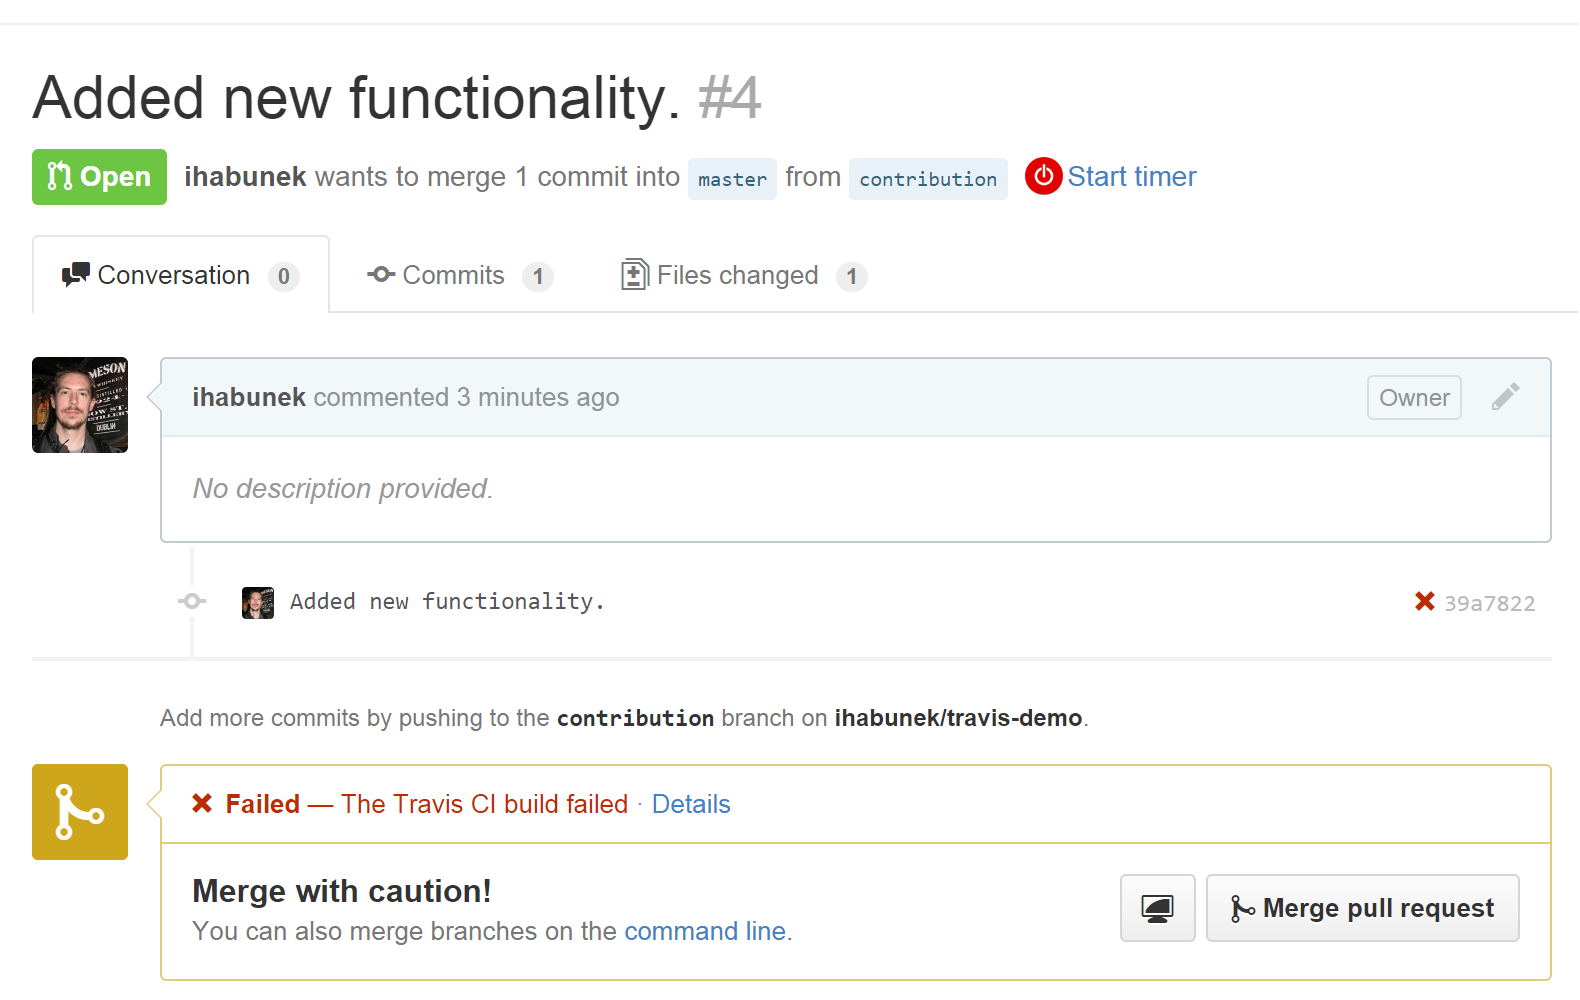 Added new functionality. #4
Open ihabunek wants to merge 1 commit into master from contribution Start timer
Conversation 0 Commits 1 Files changed 1
ihabunek commented 3 minutes ago Owner
No description provided.
Added new functionality. 39a7822
Add more commits by pushing to the contribution branch on ihabunek/travis-demo.
Failed — The Travis CI build failed · Details
Merge with caution!
You can also merge branches on the command line.
Merge pull request